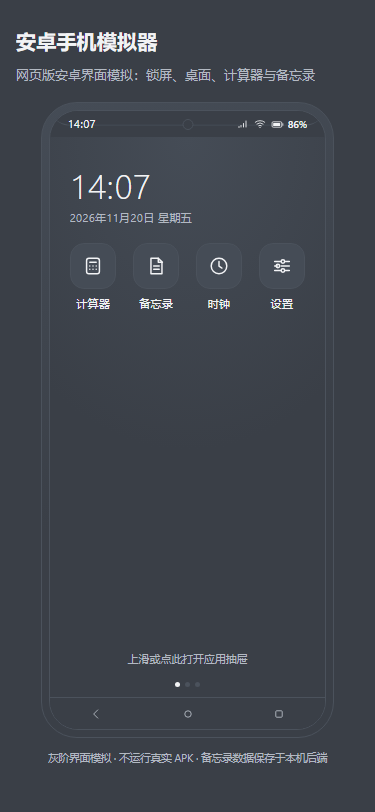 安卓手机模拟器
网页版安卓界面模拟：锁屏、桌面、计算器与备忘录
14:07 86%
14:07
2026年11月20日 星期五
计算器 备忘录 时钟 设置
上滑或点此打开应用抽屉
灰阶界面模拟 · 不运行真实 APK · 备忘录数据保存于本机后端